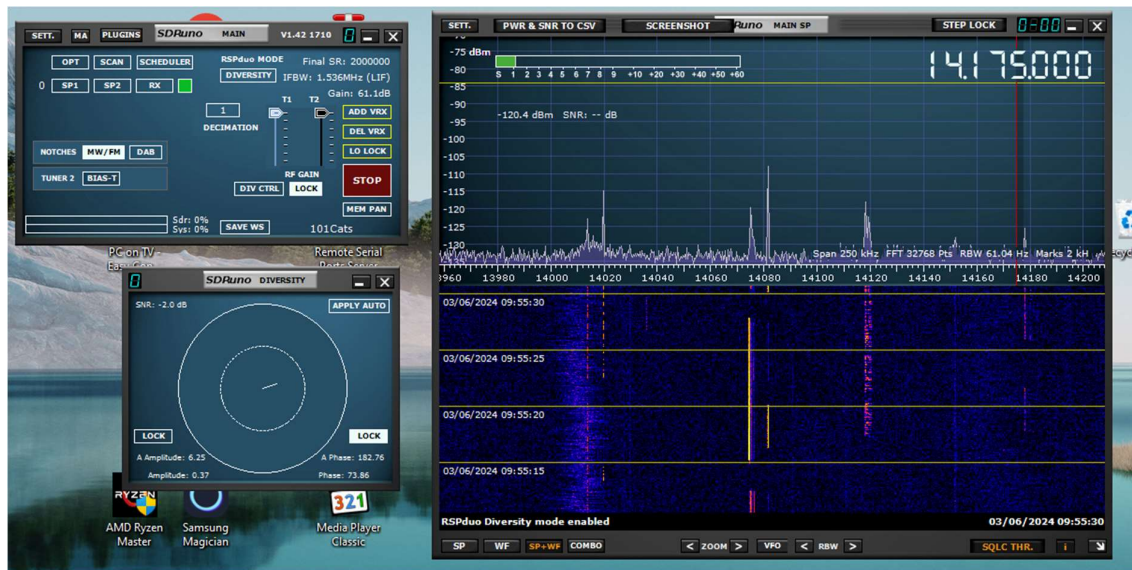 SETT. MA PLUGINS SDRuno MAIN V1.42 1710 0
OPT SCAN SCHEDULER RSPduo MODE Final SR: 2000000
DIVERSITY IFBW: 1.536MHz (LIF)
0 SP1 SP2 RX Gain: 61.1dB
T1 T2
1 ADD VRX
DECIMATION DEL VRX
LO LOCK
NOTCHES MW/FM DAB
RF GAIN STOP
TUNER 2 BIAS-T DIV CTRL LOCK
MEM PAN
Sdr: 0%
Sys: 0% SAVE WS 101Cats
PC on TV - Remote Serial
0 SDRuno DIVERSITY
SNR: -2.0 dB APPLY AUTO
LOCK LOCK
A Amplitude: 6.25 A Phase: 182.76
Amplitude: 0.37 Phase: 73.86
RYZEN 321
AMD Ryzen Samsung Media Player
Master Magician Classic
SETT. PWR & SNR TO CSV SCREENSHOT runo MAIN SP STEP LOCK 0-00
-75 dBm 14.175.000
S 1 2 3 4 5 6 7 8 9 +10 +20 +30 +40 +50 +60
-80
-85
-90
-120.4 dBm SNR: -- dB
-95
-100
-105
-110
-115
-120
-125
-130
Span 250 kHz FFT 32768 Pts RBW 61.04 Hz Marks 2 kH
3960 13980 14000 14020 14040 14060 14080 14100 14120 14140 14160 14180 14200
03/06/2024 09:55:30
03/06/2024 09:55:25
03/06/2024 09:55:20
03/06/2024 09:55:15
RSPduo Diversity mode enabled 03/06/2024 09:55:30
SP WF SP+WF COMBO < ZOOM > VFO < RBW > SQLC THR. i